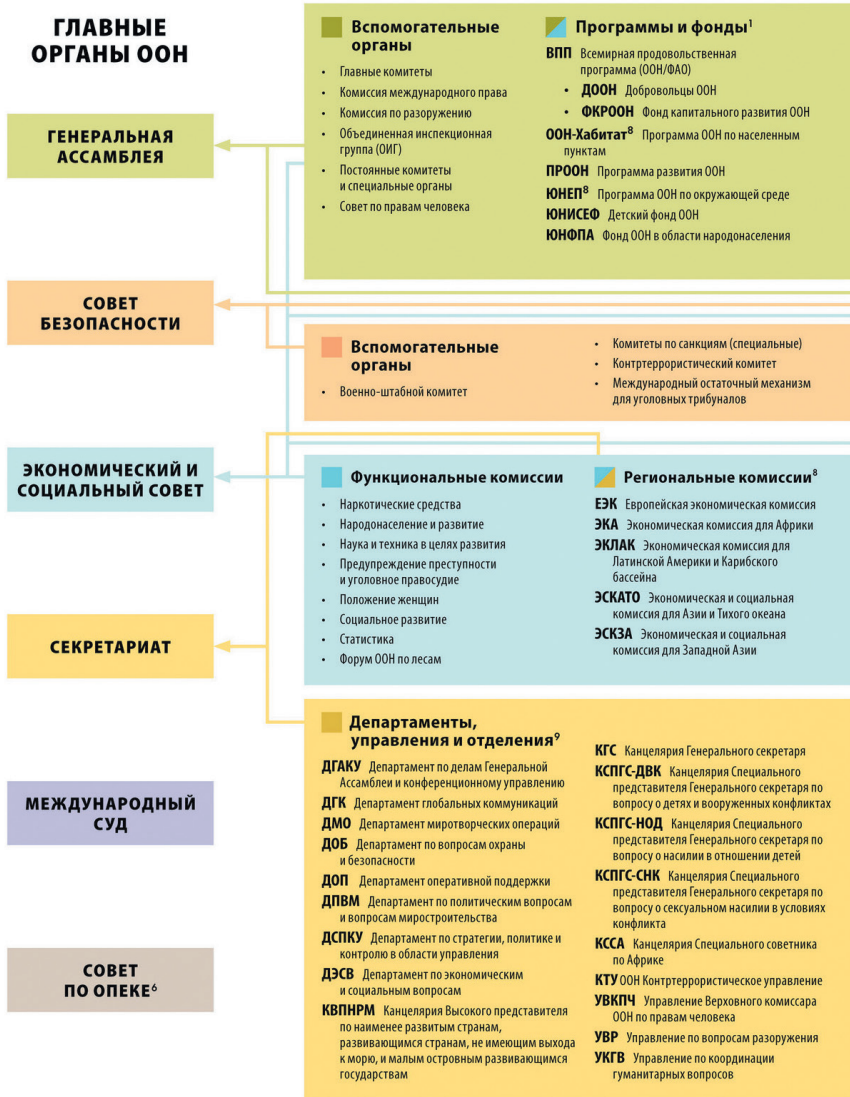 ГЛАВНЫЕ
ОРГАНЫ ООН
ГЕНЕРАЛЬНАЯ
АССАМБЛЕЯ
Вспомогательные
органы
• Главные комитеты
• Комиссия международного права
• Комиссия по разоружению
• Объединенная инспекционная
группа (ОИГ)
• Постоянные комитеты
и специальные органы
• Совет по правам человека
Программы и фонды¹
ВПП Всемирная продовольственная
программа (ООН/ФАО)
• ДООН Добровольцы ООН
• ФКРООН Фонд капитального развития ООН
ООН-Хабитат⁸ Программа ООН по населенным
пунктам
ПРООН Программа развития ООН
ЮНЕП⁸ Программа ООН по окружающей среде
ЮНИСЕФ Детский фонд ООН
ЮНФПА Фонд ООН в области народонаселения
СОВЕТ
БЕЗОПАСНОСТИ
Вспомогательные
органы
• Военно-штабной комитет
• Комитеты по санкциям (специальные)
• Контртеррористический комитет
• Международный остаточный механизм
для уголовных трибуналов
ЭКОНОМИЧЕСКИЙ И
СОЦИАЛЬНЫЙ СОВЕТ
Функциональные комиссии
• Наркотические средства
• Народонаселение и развитие
• Наука и техника в целях развития
• Предупреждение преступности
и уголовное правосудие
• Положение женщин
• Социальное развитие
• Статистика
• Форум ООН по лесам
Региональные комиссии⁸
ЕЭК Европейская экономическая комиссия
ЭКА Экономическая комиссия для Африки
ЭКЛАК Экономическая комиссия для
Латинской Америки и Карибского
бассейна
ЭСКАТО Экономическая и социальная
комиссия для Азии и Тихого океана
ЭСКЗА Экономическая и социальная
комиссия для Западной Азии
СЕКРЕТАРИАТ
Департаменты,
управления и отделения⁹
ДГАКУ Департамент по делам Генеральной
Ассамблеи и конференционному управлению
ДГК Департамент глобальных коммуникаций
ДМО Департамент миротворческих операций
ДОБ Департамент по вопросам охраны
и безопасности
ДОП Департамент оперативной поддержки
ДПВМ Департамент по политическим вопросам
и вопросам миростроительства
ДСПКУ Департамент по стратегии, политике и
контролю в области управления
ДЭСВ Департамент по экономическим
и социальным вопросам
КВПНРМ Канцелярия Высокого представителя
по наименее развитым странам,
развивающимся странам, не имеющим выхода
к морю, и малым островным развивающимся
государствам
КГС Канцелярия Генерального секретаря
КСПГС-ДВК Канцелярия Специального
представителя Генерального секретаря по
вопросу о детях и вооруженных конфликтах
КСПГС-НОД Канцелярия Специального
представителя Генерального секретаря по
вопросу о насилии в отношении детей
КСПГС-СНК Канцелярия Специального
представителя Генерального секретаря по
вопросу о сексуальном насилии в условиях
конфликта
КССА Канцелярия Специального советника
по Африке
КТУ ООН Контртеррористическое управление
УВКПЧ Управление Верховного комиссара
ООН по правам человека
УВР Управление по вопросам разоружения
УКГВ Управление по координации
гуманитарных вопросов
МЕЖДУНАРОДНЫЙ
СУД
СОВЕТ
ПО ОПЕКЕ⁶